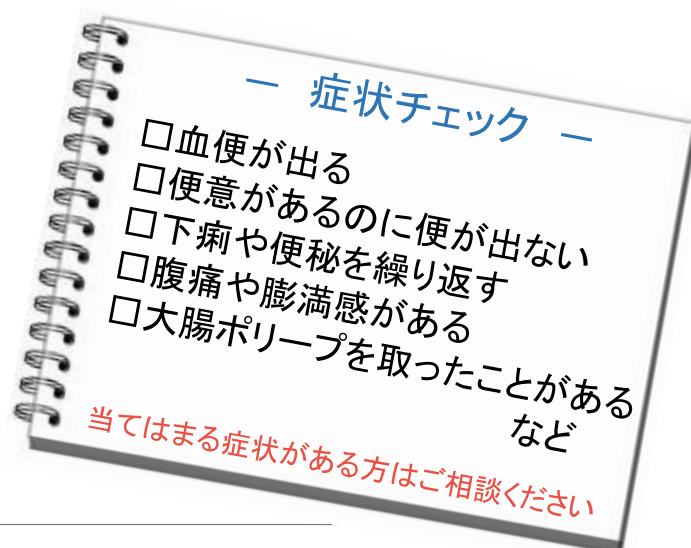 ― 症状チェック ―
□血便が出る
□便意があるのに便が出ない
□下痢や便秘を繰り返す
□腹痛や膨満感がある
□大腸ポリープを取ったことがある
など
当てはまる症状がある方はご相談ください